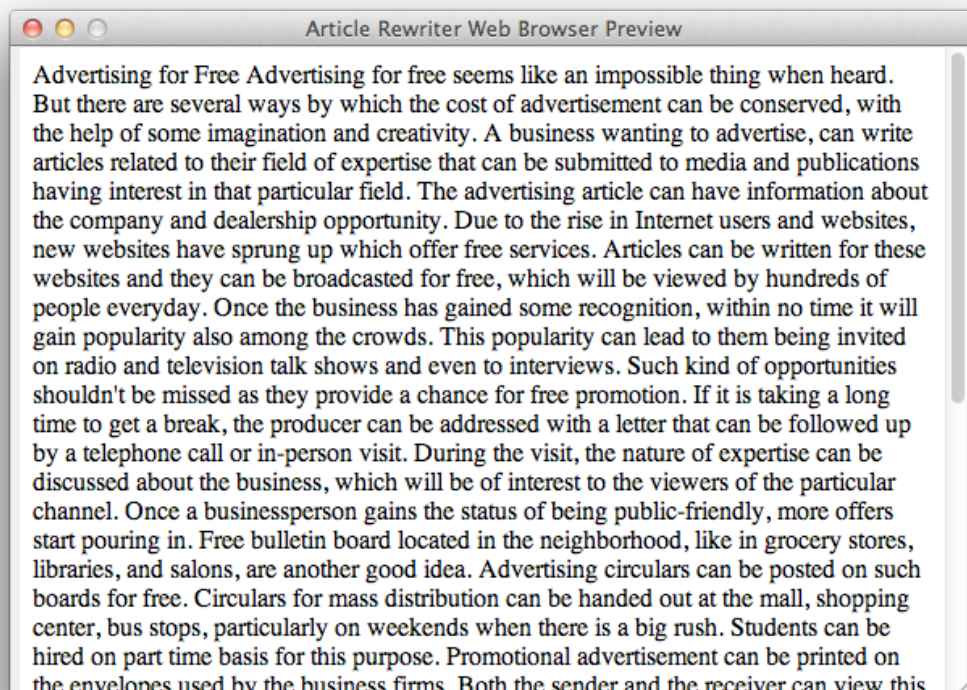 Article Rewriter Web Browser Preview
Advertising for Free Advertising for free seems like an impossible thing when heard.
But there are several ways by which the cost of advertisement can be conserved, with
the help of some imagination and creativity. A business wanting to advertise, can write
articles related to their field of expertise that can be submitted to media and publications
having interest in that particular field. The advertising article can have information about
the company and dealership opportunity. Due to the rise in Internet users and websites,
new websites have sprung up which offer free services. Articles can be written for these
websites and they can be broadcasted for free, which will be viewed by hundreds of
people everyday. Once the business has gained some recognition, within no time it will
gain popularity also among the crowds. This popularity can lead to them being invited
on radio and television talk shows and even to interviews. Such kind of opportunities
shouldn't be missed as they provide a chance for free promotion. If it is taking a long
time to get a break, the producer can be addressed with a letter that can be followed up
by a telephone call or in-person visit. During the visit, the nature of expertise can be
discussed about the business, which will be of interest to the viewers of the particular
channel. Once a businessperson gains the status of being public-friendly, more offers
start pouring in. Free bulletin board located in the neighborhood, like in grocery stores,
libraries, and salons, are another good idea. Advertising circulars can be posted on such
boards for free. Circulars for mass distribution can be handed out at the mall, shopping
center, bus stops, particularly on weekends when there is a big rush. Students can be
hired on part time basis for this purpose. Promotional advertisement can be printed on
the envelopes used by the business firms. Both the sender and the receiver can view this